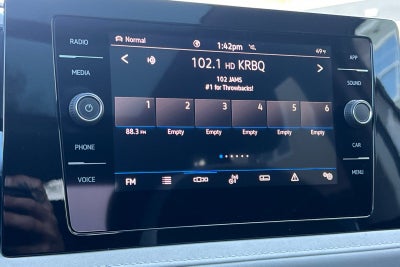 RADIO
MEDIA
PHONE
VOICE
Normal
1:42pm
49°F
102.1 HD KRBQ
102 JAMS
#1 for Throwbacks!
1 2 3 4 5 6
88.3 FM Empty Empty Empty Empty Empty
FM
APP
SOUND
CAR
MENU